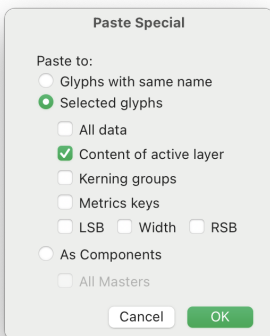 Paste Special
Paste to:
Glyphs with same name
Selected glyphs
All data
Content of active layer
Kerning groups
Metrics keys
LSB Width RSB
As Components
All Masters
Cancel OK